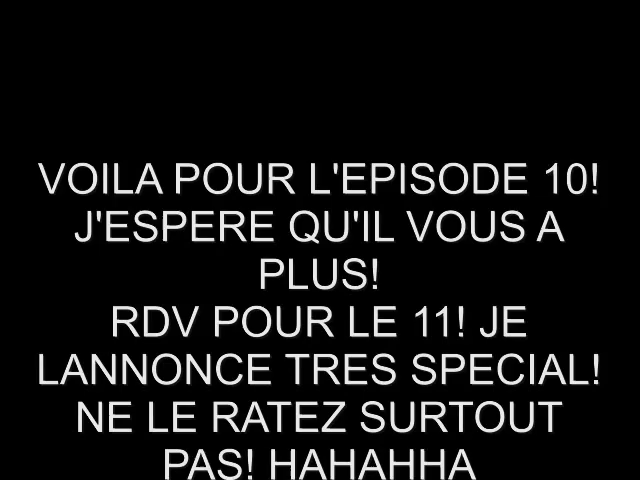 VOILA POUR L'EPISODE 10!
J'ESPERE QU'IL VOUS A
PLUS!
RDV POUR LE 11! JE
LANNONCE TRES SPECIAL!
NE LE RATEZ SURTOUT
PAS! HAHAHHA